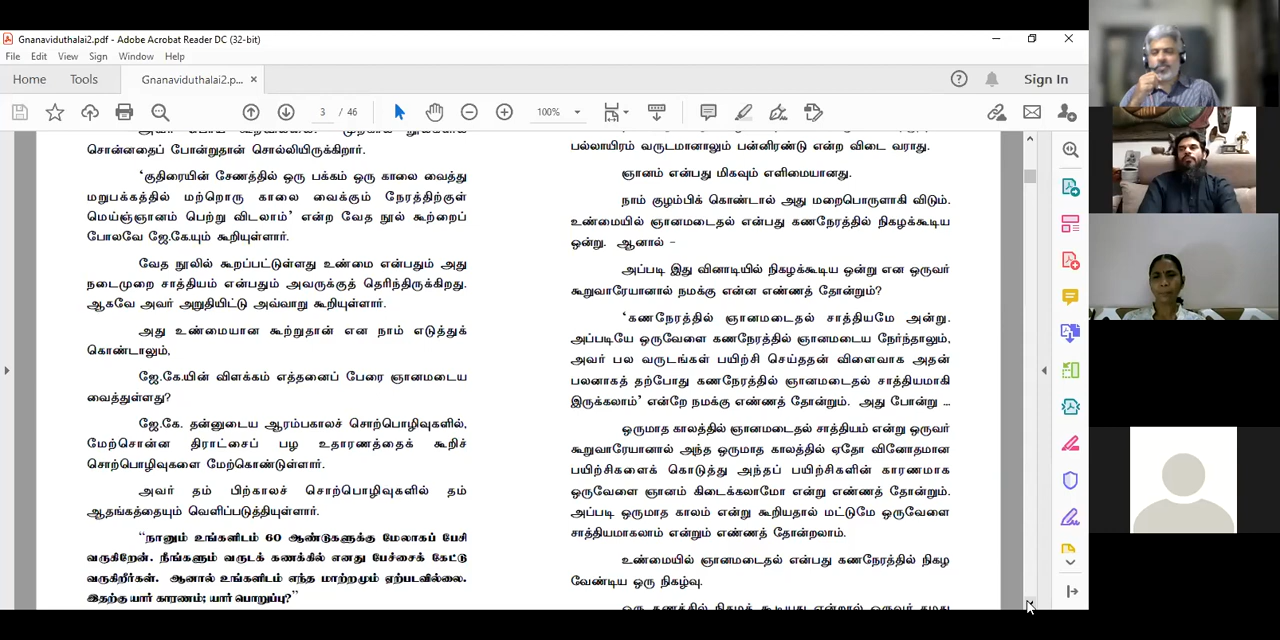 Gnanaviduthalai2.pdf - Adobe Acrobat Reader DC (32-bit)
File Edit View Sign Window Help
Home Tools Gnanaviduthalai2.p... × Sign In
3 / 46 100%
சொன்னதைப் போன்றுதான் சொல்லியிருக்கிறார்.
‘குதிரையின் சேணத்தில் ஒரு பக்கம் ஒரு காலை வைத்து
மறுபக்கத்தில் மற்றொரு காலை வைக்கும் நேரத்திற்குள்
மெய்ஞ்ஞானம் பெற்று விடலாம்’ என்ற வேத நூல் கூற்றைப்
போலவே ஜே.கே.யும் கூறியுள்ளார்.
வேத நூலில் கூறப்பட்டுள்ளது உண்மை என்பதும் அது
நடைமுறை சாத்தியம் என்பதும் அவருக்குத் தெரிந்திருக்கிறது.
ஆகவே அவர் அறுதியிட்டு அவ்வாறு கூறியுள்ளார்.
அது உண்மையான கூற்றுதான் என நாம் எடுத்துக்
கொண்டாலும்,
ஜே.கே.யின் விளக்கம் எத்தனைப் பேரை ஞானமடைய
வைத்துள்ளது?
ஜே.கே. தன்னுடைய ஆரம்பகாலச் சொற்பொழிவுகளில்,
மேற்சொன்ன திராட்சைப் பழ உதாரணத்தைக் கூறிச்
சொற்பொழிவுகளை மேற்கொண்டுள்ளார்.
அவர் தம் பிற்காலச் சொற்பொழிவுகளில் தம்
ஆதங்கத்தையும் வெளிப்படுத்தியுள்ளார்.
“நானும் உங்களிடம் 60 ஆண்டுகளுக்கு மேலாகப் பேசி
வருகிறேன். நீங்களும் வருடக் கணக்கில் எனது பேச்சைக் கேட்டு
வருகிறீர்கள். ஆனால் உங்களிடம் எந்த மாற்றமும் ஏற்படவில்லை.
இதற்கு யார் காரணம்; யார் பொறுப்பு?”
பல்லாயிரம் வருடமானாலும் பன்னிரண்டு என்ற விடை வராது.
ஞானம் என்பது மிகவும் எளிமையானது.
நாம் குழம்பிக் கொண்டால் அது மறைபொருளாகி விடும்.
உண்மையில் ஞானமடைதல் என்பது கணநேரத்தில் நிகழக்கூடிய
ஒன்று. ஆனால் -
அப்படி இது வினாடியில் நிகழக்கூடிய ஒன்று என ஒருவர்
கூறுவாரேயானால் நமக்கு என்ன எண்ணத் தோன்றும்?
‘கணநேரத்தில் ஞானமடைதல் சாத்தியமே அன்று.
அப்படியே ஒருவேளை கணநேரத்தில் ஞானமடைய நேர்ந்தாலும்,
அவர் பல வருடங்கள் பயிற்சி செய்ததன் விளைவாக அதன்
பலனாகத் தற்போது கணநேரத்தில் ஞானமடைதல் சாத்தியமாகி
இருக்கலாம்’ என்றே நமக்கு எண்ணத் தோன்றும். அது போன்று ...
ஒருமாத காலத்தில் ஞானமடைதல் சாத்தியம் என்று ஒருவர்
கூறுவாரேயானால் அந்த ஒருமாத காலத்தில் ஏதோ வினோதமான
பயிற்சிகளைக் கொடுத்து அந்தப் பயிற்சிகளின் காரணமாக
ஒருவேளை ஞானம் கிடைக்கலாமோ என்று எண்ணத் தோன்றும்.
அப்படி ஒருமாத காலம் என்று கூறியதால் மட்டுமே ஒருவேளை
சாத்தியமாகலாம் என்றும் எண்ணத் தோன்றலாம்.
உண்மையில் ஞானமடைதல் என்பது கணநேரத்தில் நிகழ
வேண்டிய ஒரு நிகழ்வு.